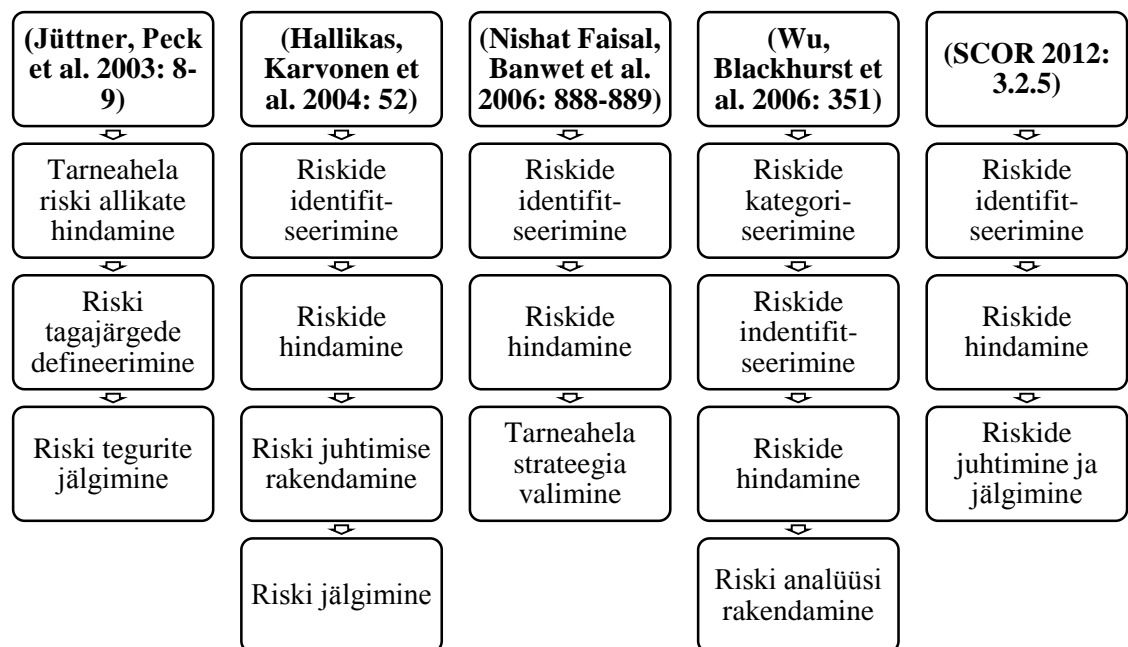 (Jüttner, Peck
et al. 2003: 8-
9)
Tarneahela
riski allikate
hindamine
Riski
tagajärgede
defineerimine
Riski tegurite
jälgimine
(Hallikas,
Karvonen et
al. 2004: 52)
Riskide
identifit-
seerimine
Riskide
hindamine
Riski juhtimise
rakendamine
Riski jälgimine
(Nishat Faisal,
Banwet et al.
2006: 888-889)
Riskide
identifit-
seerimine
Riskide
hindamine
Tarneahela
strateegia
valimine
(Wu,
Blackhurst et
al. 2006: 351)
Riskide
kategori-
seerimine
Riskide
indentifit-
seerimine
Riskide
hindamine
Riski analüüsi
rakendamine
(SCOR 2012:
3.2.5)
Riskide
identifit-
seerimine
Riskide
hindamine
Riskide
juhtimine ja
jälgimine